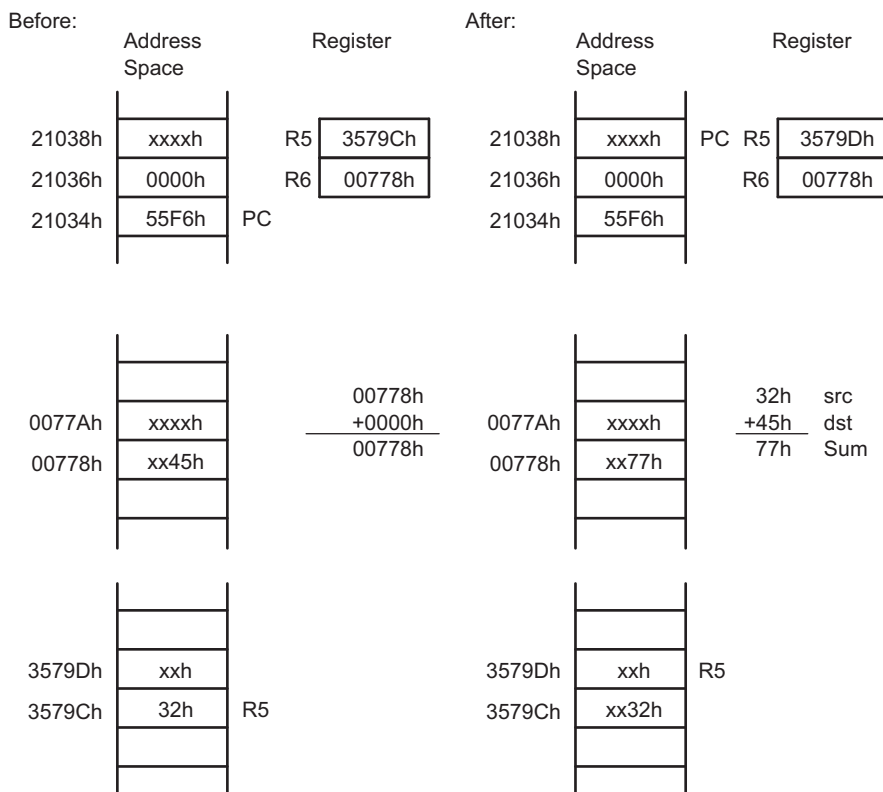 Before:
After:
Address Space
Register
Address Space
Register
21038h xxxxh R5 3579Ch
21036h 0000h R6 00778h
21034h 55F6h PC
21038h xxxxh PC R5 3579Dh
21036h 0000h R6 00778h
21034h 55F6h
0077Ah xxxxh
00778h xx45h
00778h
+0000h
00778h
0077Ah xxxxh
00778h xx77h
32h src
+45h dst
77h Sum
3579Dh xxh
3579Ch 32h R5
3579Dh xxh R5
3579Ch xx32h